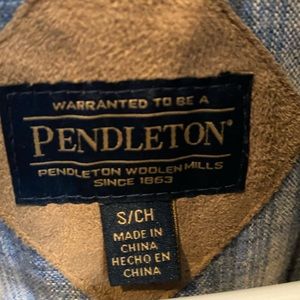 WARRANTED TO BE A
PENDLETON®
PENDLETON WOOLEN MILLS
SINCE 1863
S/CH
MADE IN
CHINA
HECHO EN
CHINA